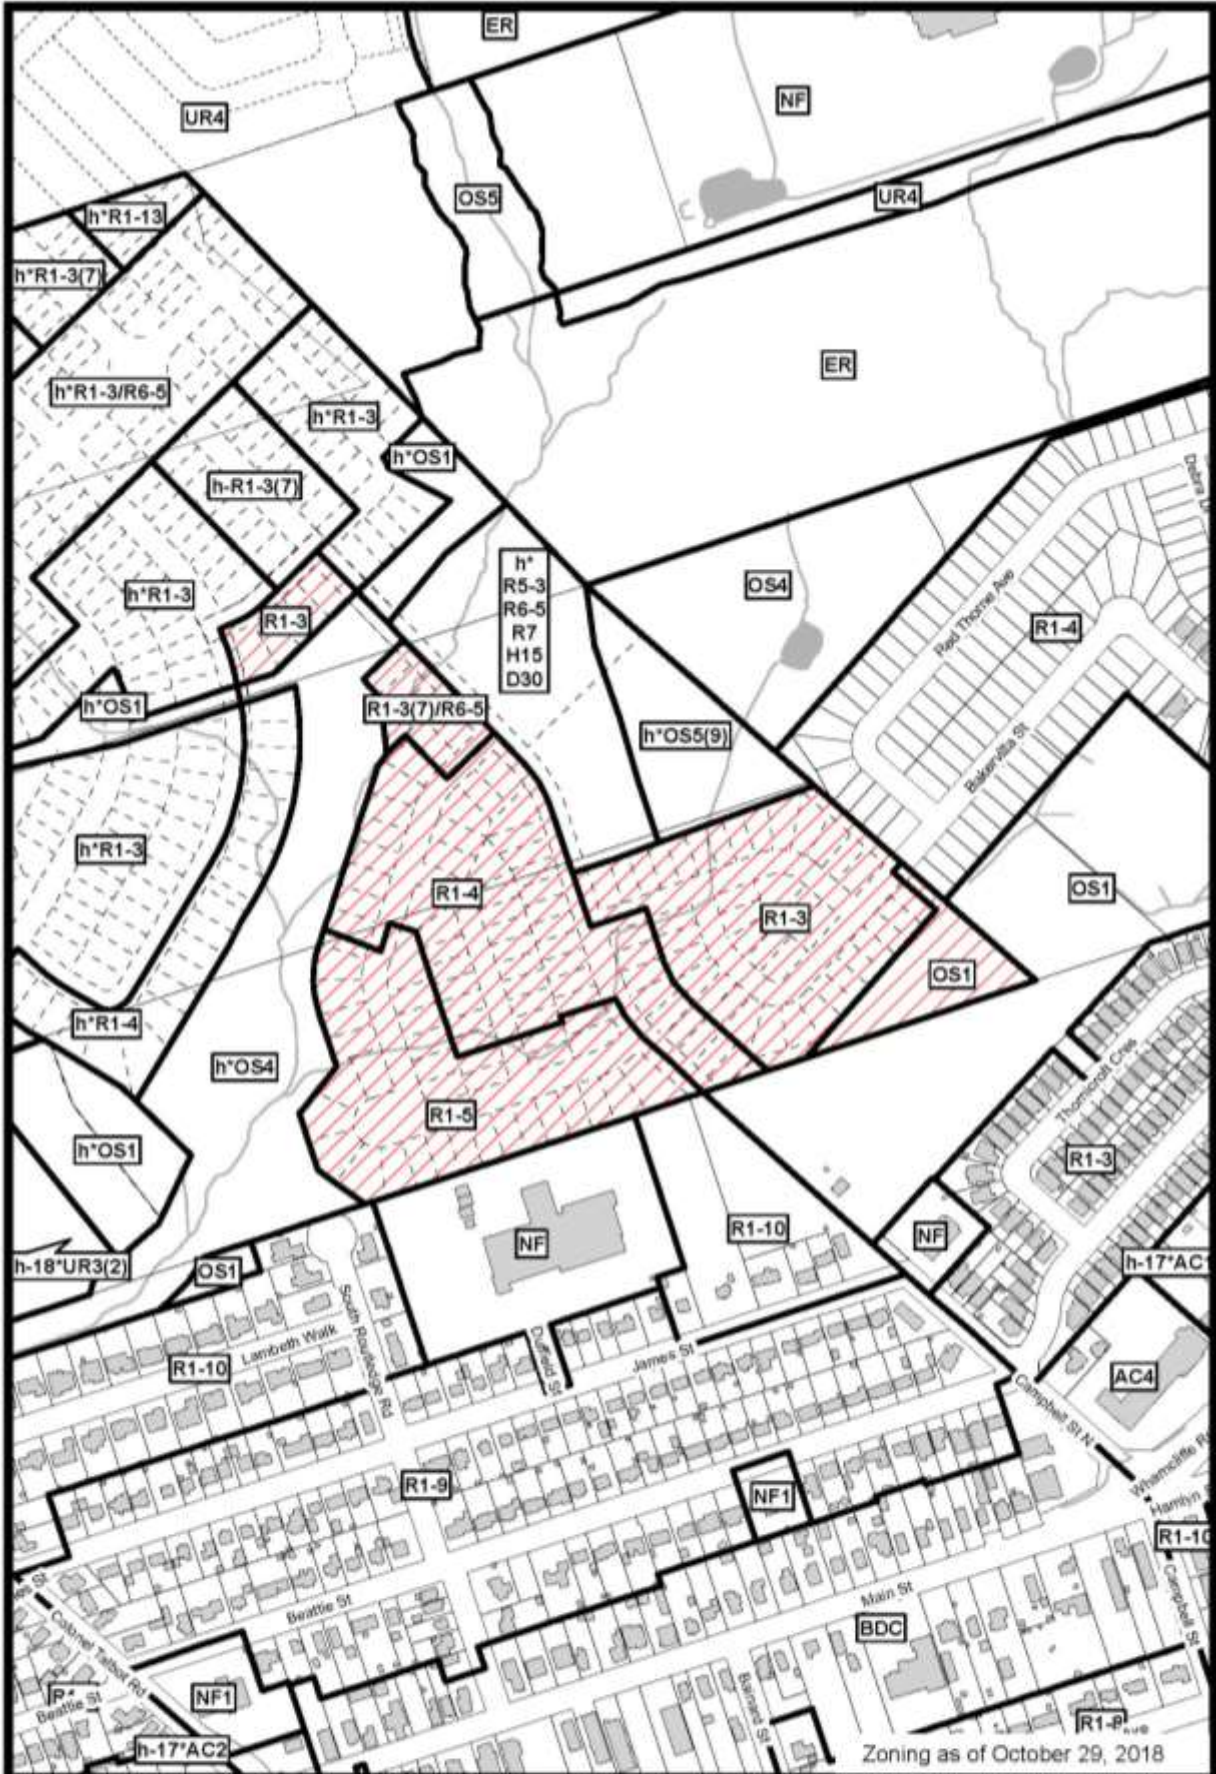 ER
NF
UR4
OS5
UR4
h*R1-13
h*R1-3(7)
ER
h*R1-3/R6-5
h*R1-3
h*OS1
h-R1-3(7)
Debra
h*
R5-3
R6-5
R7
H15
D30
OS4
Red Thorne Ave
R1-4
h*R1-3
R1-3
h*OS1
R1-3(7)/R6-5
h*OS5(9)
Bakervilla St
h*R1-3
R1-4
R1-3
OS1
OS1
h*R1-4
h*OS4
R1-5
Thornicroft Cres
h*OS1
R1-3
R1-10
NF
NF
h-18*UR3(2)
OS1
h-17*AC1
South Routledge Rd
Lambeth Walk
R1-10
Duffield St
James St
AC4
Campbell St N
Wharncliffe
R1-9
NF1
Hamlyn
R1-10
Colonel Talbot Rd
Beattie St
Main St
Campbell St
BDC
Beattie St
NF1
Bainard St
h-17*AC2
Zoning as of October 29, 2018